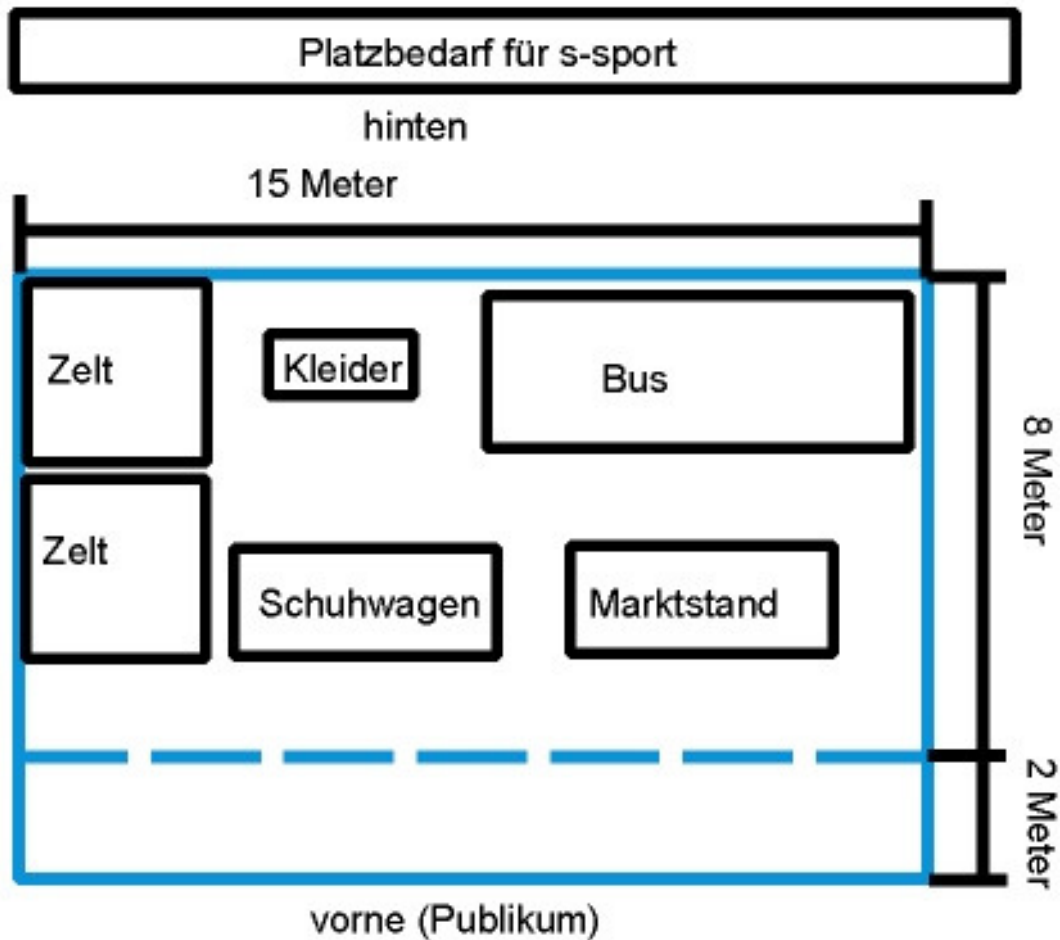 Platzbedarf für s-sport
hinten
15 Meter
Zelt
Kleider
Bus
8 Meter
Zelt
Schuhwagen
Marktstand
2 Meter
vorne (Publikum)